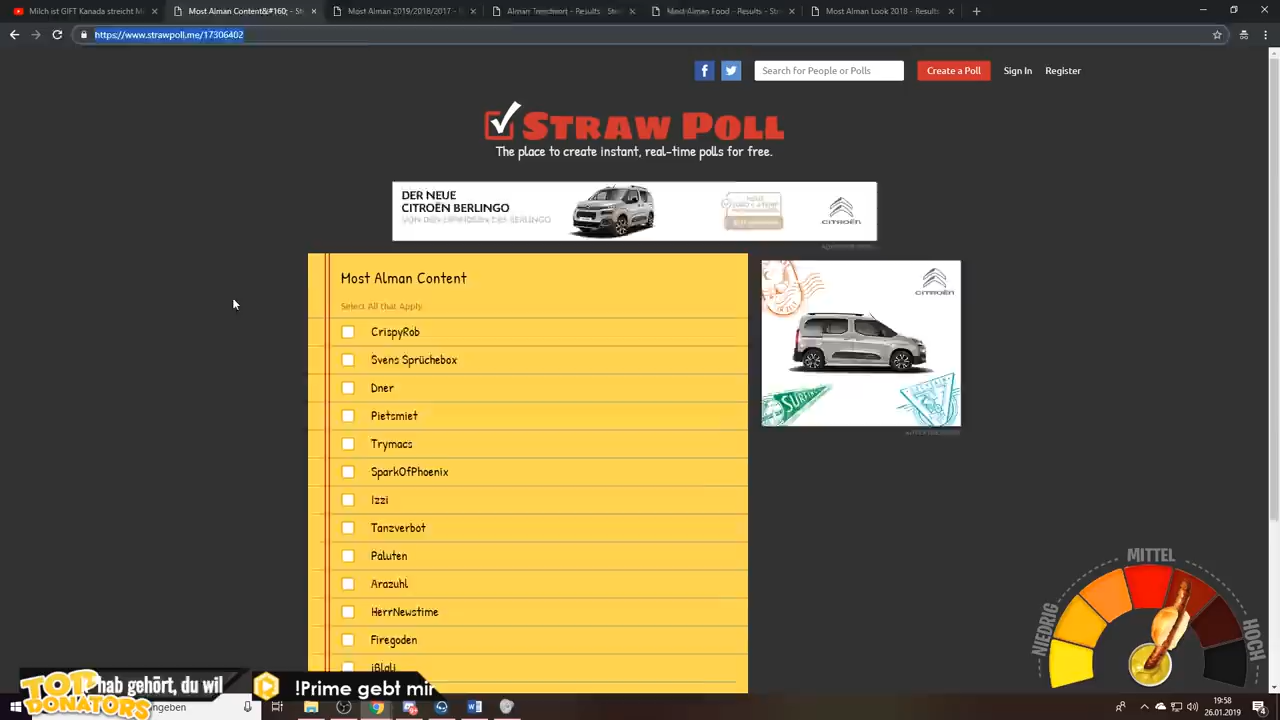 Milch ist GIFT Kanada streicht Mi
Most Alman Content&#160; - St
Most Alman 2019/2018/2017 -
Alman Trendwort - Results - Str
Most Alman Food - Results - Str
Most Alman Look 2018 - Results
https://www.strawpoll.me/17306402
Search for People or Polls
Create a Poll
Sign In
Register
STRAW POLL
The place to create instant, real-time polls for free.
DER NEUE
CITROËN BERLINGO
CITROËN
CITROËN
SURFING
Most Alman Content
Select All that Apply
CrispyRob
Svens Sprüchebox
Dner
Pietsmiet
Trymacs
SparkOfPhoenix
Izzi
Tanzverbot
Paluten
Arazuhl
HerrNewstime
Firegoden
iBlali
NIEDRIG
MITTEL
HOCH
TOP DONATORS
hab gehört, du wil
!Prime gebt mir
ngeben
19:58
26.01.2019